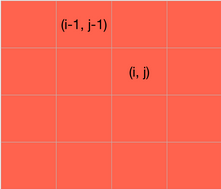 (i-1, j-1)
(i, j)